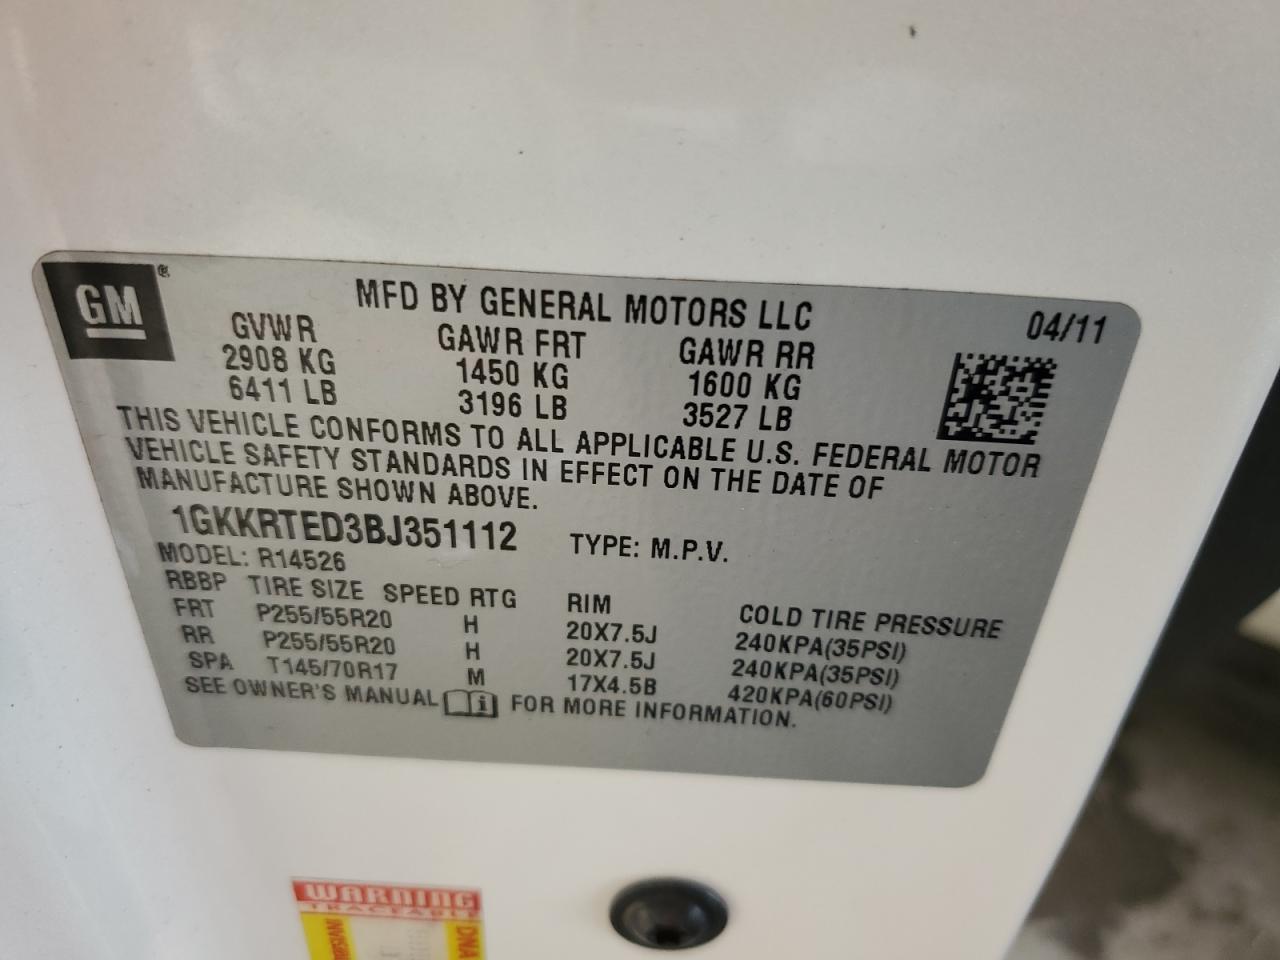 GM®
MFD BY GENERAL MOTORS LLC 04/11
GVWR GAWR FRT GAWR RR
2908 KG 1450 KG 1600 KG
6411 LB 3196 LB 3527 LB
THIS VEHICLE CONFORMS TO ALL APPLICABLE U.S. FEDERAL MOTOR
VEHICLE SAFETY STANDARDS IN EFFECT ON THE DATE OF
MANUFACTURE SHOWN ABOVE.
1GKKRTED3BJ351112 TYPE: M.P.V.
MODEL: R14526
RBBP TIRE SIZE SPEED RTG RIM COLD TIRE PRESSURE
FRT P255/55R20 H 20X7.5J 240KPA(35PSI)
RR P255/55R20 H 20X7.5J 240KPA(35PSI)
SPA T145/70R17 M 17X4.5B 420KPA(60PSI)
SEE OWNER'S MANUAL i FOR MORE INFORMATION.
WARNING
TRACEABLE
DNA